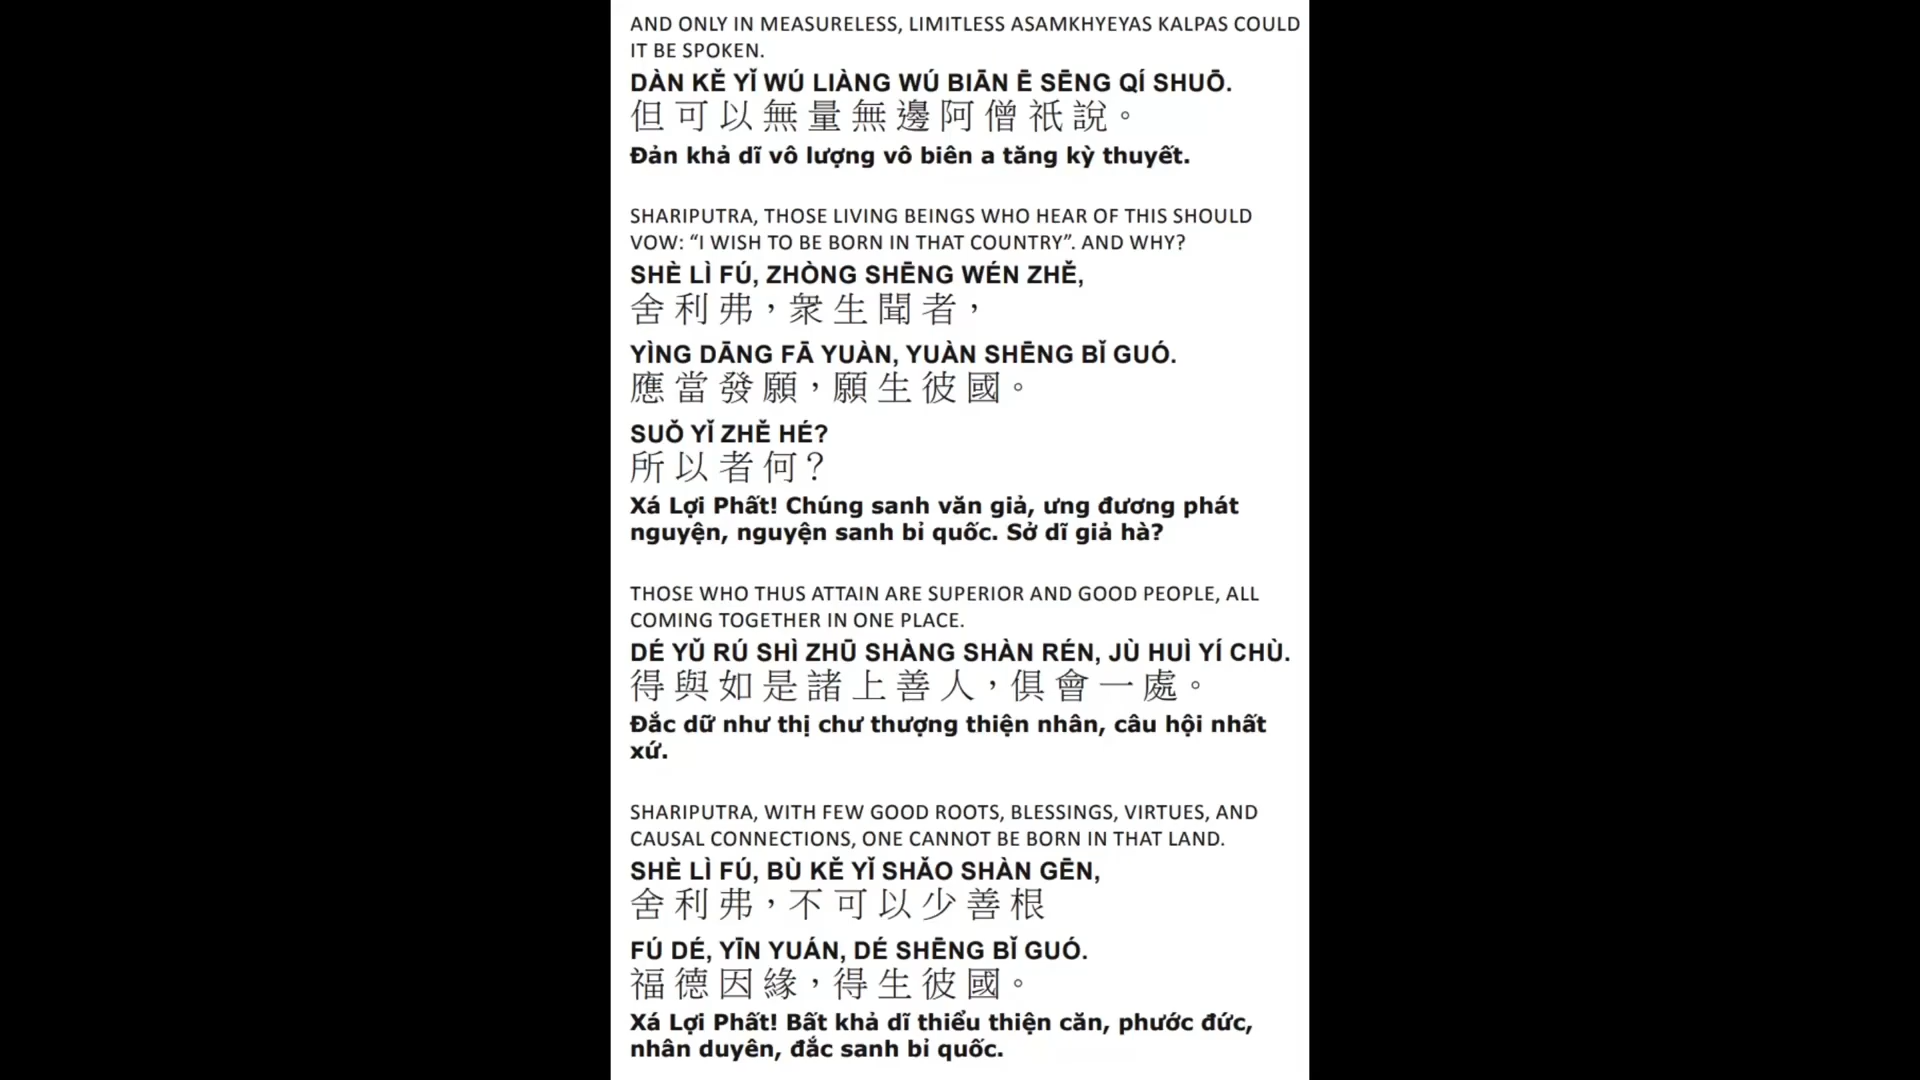 AND ONLY IN MEASURELESS, LIMITLESS ASAMKHYEYAS KALPAS COULD
IT BE SPOKEN.
DÀN KĚ YǏ WÚ LIÀNG WÚ BIĀN Ē SĒNG QÍ SHUŌ.
但可以無量無邊阿僧祇說。
Đản khả dĩ vô lượng vô biên a tăng kỳ thuyết.
SHARIPUTRA, THOSE LIVING BEINGS WHO HEAR OF THIS SHOULD
VOW: “I WISH TO BE BORN IN THAT COUNTRY”. AND WHY?
SHÈ LÌ FÚ, ZHÒNG SHĒNG WÉN ZHĚ,
舍利弗，衆生聞者，
YÌNG DĀNG FĀ YUÀN, YUÀN SHĒNG BǏ GUÓ.
應當發願，願生彼國。
SUǑ YǏ ZHĚ HÉ?
所以者何？
Xá Lợi Phất! Chúng sanh văn giả, ưng đương phát
nguyện, nguyện sanh bỉ quốc. Sở dĩ giả hà?
THOSE WHO THUS ATTAIN ARE SUPERIOR AND GOOD PEOPLE, ALL
COMING TOGETHER IN ONE PLACE.
DÉ YǓ RÚ SHÌ ZHŪ SHÀNG SHÀN RÉN, JÙ HUÌ YÍ CHÙ.
得與如是諸上善人，俱會一處。
Đắc dữ như thị chư thượng thiện nhân, câu hội nhất
xứ.
SHARIPUTRA, WITH FEW GOOD ROOTS, BLESSINGS, VIRTUES, AND
CAUSAL CONNECTIONS, ONE CANNOT BE BORN IN THAT LAND.
SHÈ LÌ FÚ, BÙ KĚ YǏ SHǍO SHÀN GĒN,
舍利弗，不可以少善根
FÚ DÉ, YĪN YUÁN, DÉ SHĒNG BǏ GUÓ.
福德因緣，得生彼國。
Xá Lợi Phất! Bất khả dĩ thiểu thiện căn, phước đức,
nhân duyên, đắc sanh bỉ quốc.